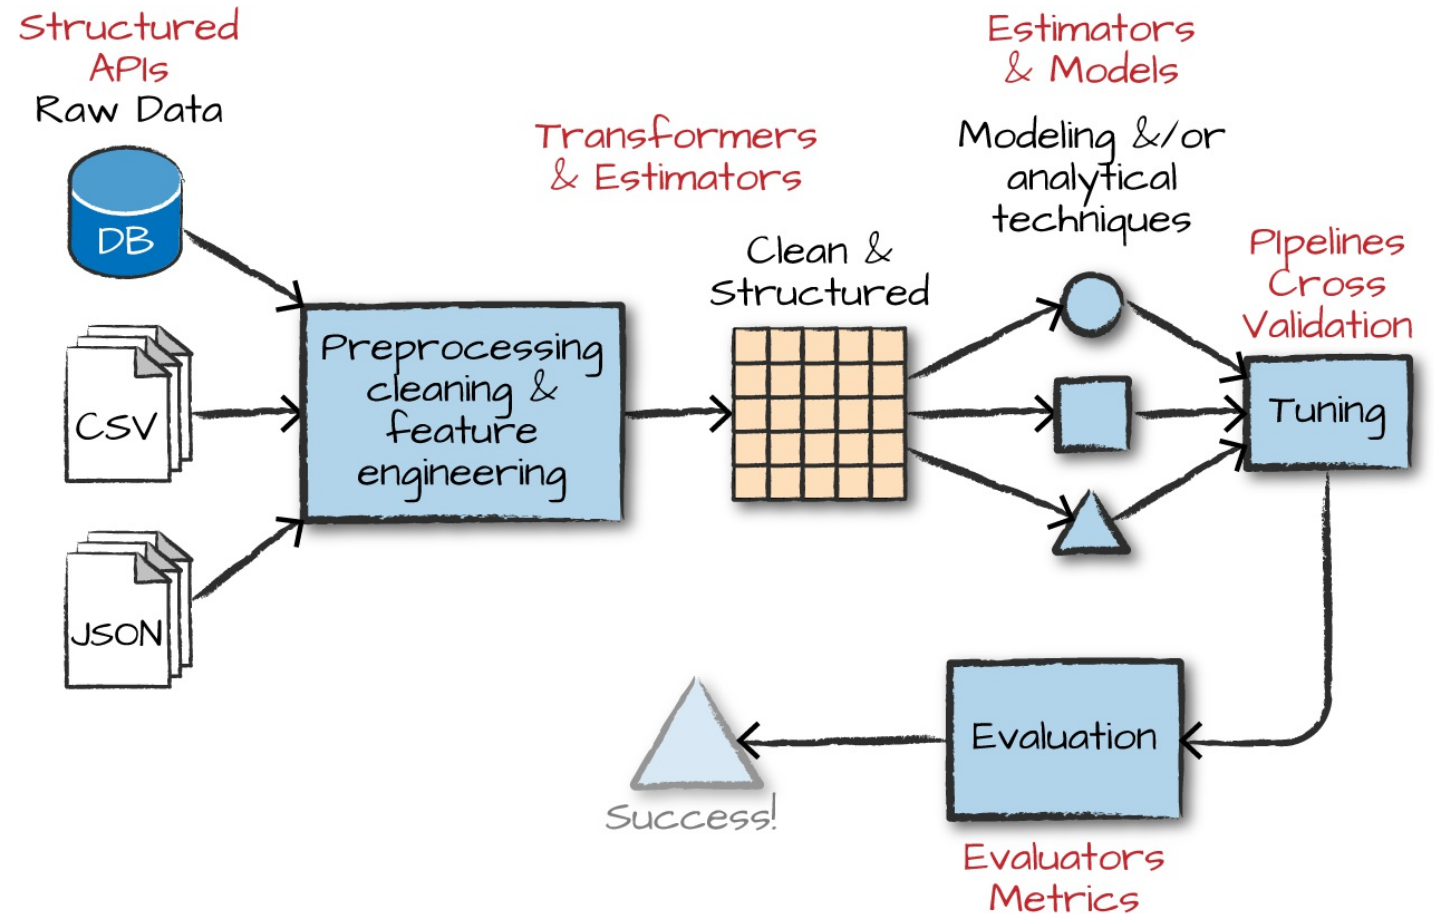 Structured
APIs
Raw Data
DB
CSV
JSON
Preprocessing
cleaning &
feature
engineering
Transformers
& Estimators
Clean &
Structured
Estimators
& Models
Modeling &/or
analytical
techniques
PIpelines
Cross
Validation
Tuning
Evaluation
Evaluators
Metrics
Success!